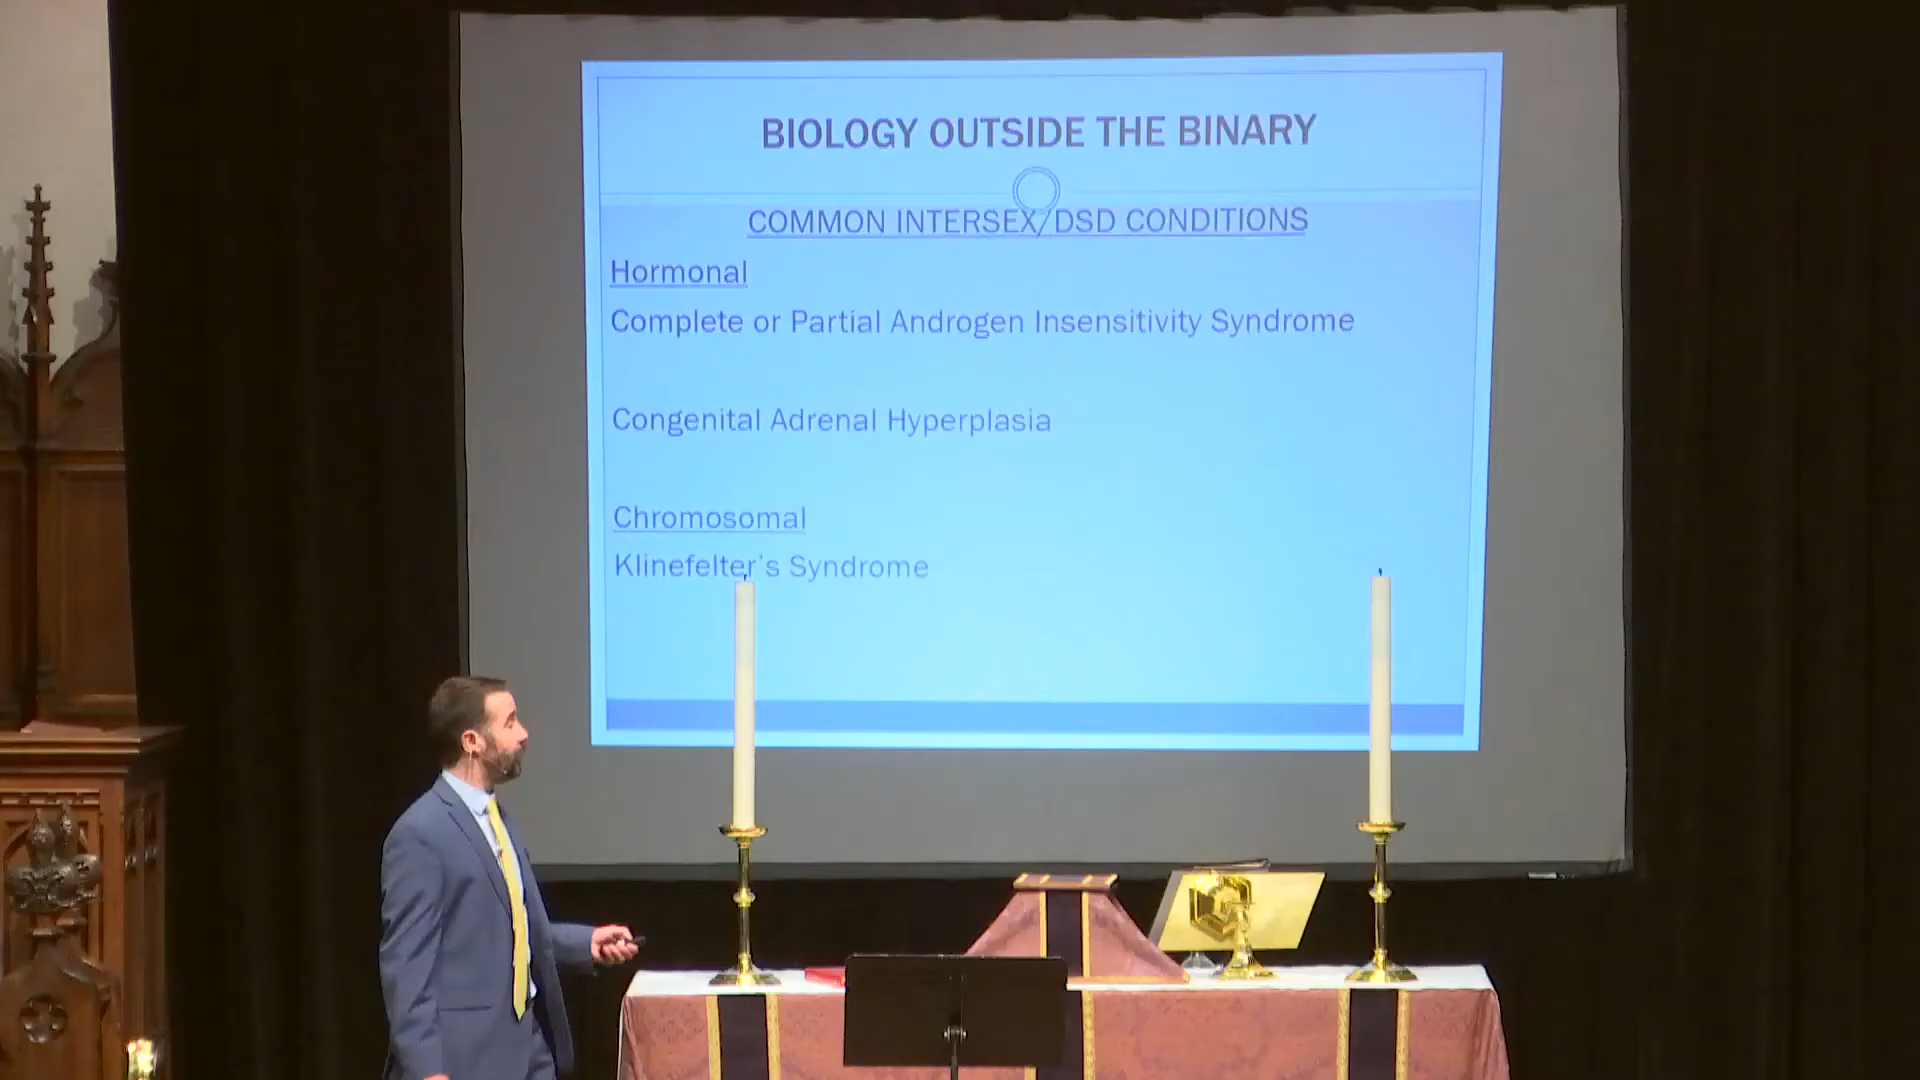 BIOLOGY OUTSIDE THE BINARY
COMMON INTERSEX/DSD CONDITIONS
Hormonal
Complete or Partial Androgen Insensitivity Syndrome
Congenital Adrenal Hyperplasia
Chromosomal
Klinefelter's Syndrome